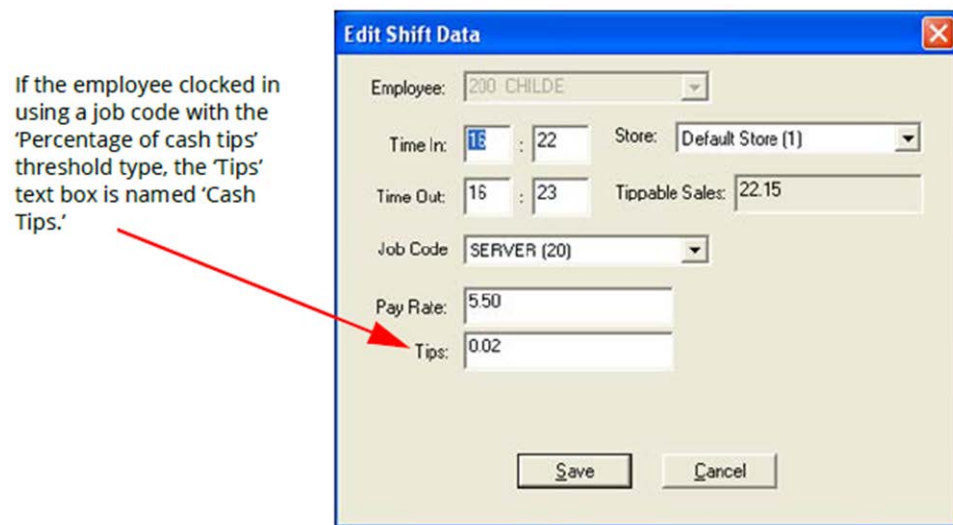 Edit Shift Data
If the employee clocked in
using a job code with the
‘Percentage of cash tips’
threshold type, the ‘Tips’
text box is named ‘Cash
Tips.’
Employee: 200 CHILDE
Time In: 16 : 22 Store: Default Store (1)
Time Out: 16 : 23 Tippable Sales: 22.15
Job Code SERVER (20)
Pay Rate: 5.50
Tips: 0.02
Save Cancel